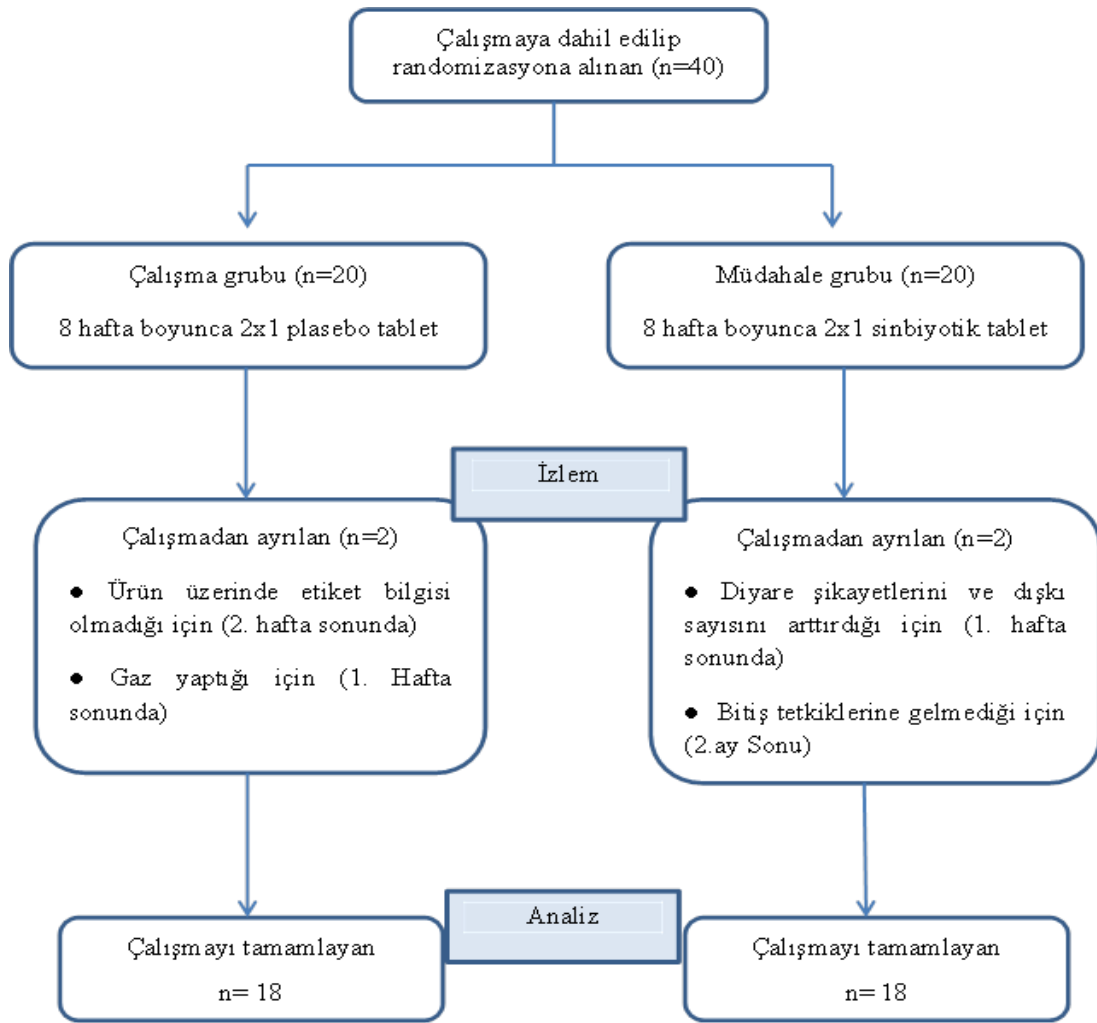 Çalışmaya dahil edilip
randomizasyona alınan (n=40)
Çalışma grubu (n=20)
8 hafta boyunca 2x1 plasebo tablet
Müdahale grubu (n=20)
8 hafta boyunca 2x1 sinbiyotik tablet
İzlem
Çalışmadan ayrılan (n=2)
● Ürün üzerinde etiket bilgisi
olmadığı için (2. hafta sonunda)
● Gaz yaptığı için (1. Hafta
sonunda)
Çalışmadan ayrılan (n=2)
● Diyare şikayetlerini ve dışkı
sayısını arttırdığı için (1. hafta
sonunda)
● Bitiş tetkiklerine gelmediği için
(2.ay Sonu)
Analiz
Çalışmayı tamamlayan
n= 18
Çalışmayı tamamlayan
n= 18